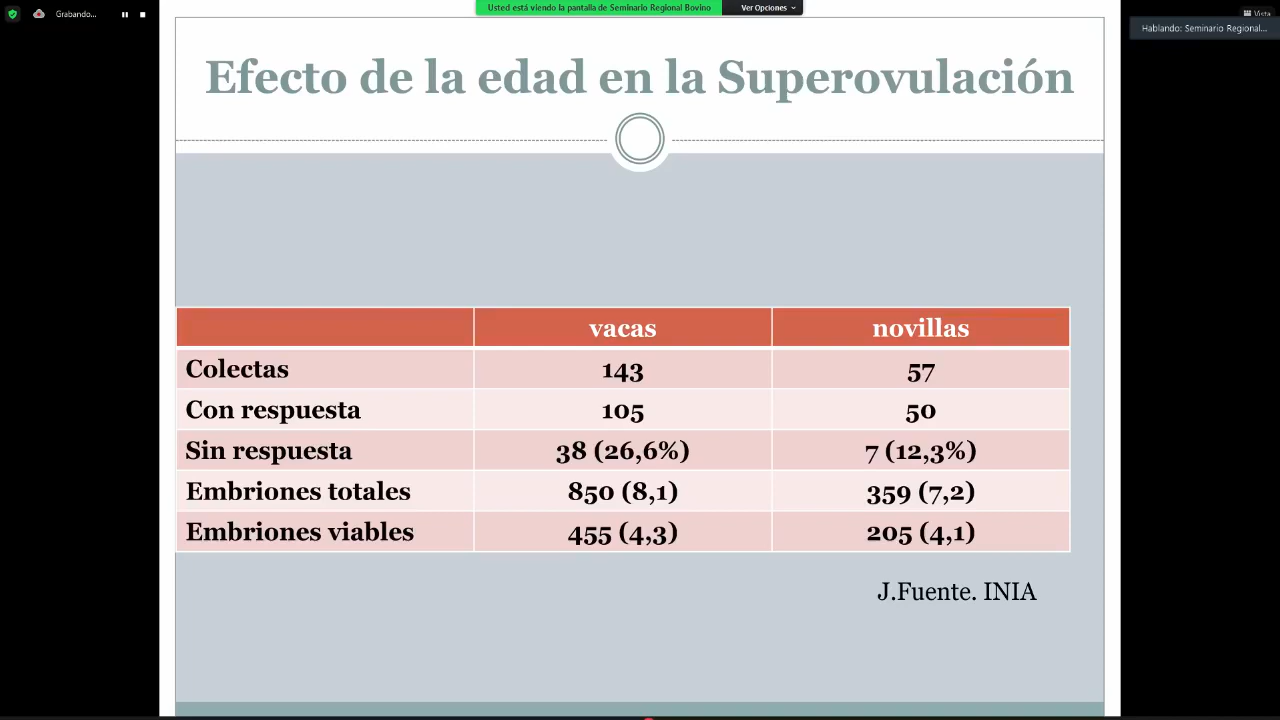 Grabando...
Usted está viendo la pantalla de Seminario Regional Bovino
Ver Opciones
Vista
Hablando: Seminario Regional...
Efecto de la edad en la Superovulación
vacas novillas
Colectas 143 57
Con respuesta 105 50
Sin respuesta 38 (26,6%) 7 (12,3%)
Embriones totales 850 (8,1) 359 (7,2)
Embriones viables 455 (4,3) 205 (4,1)
J.Fuente. INIA